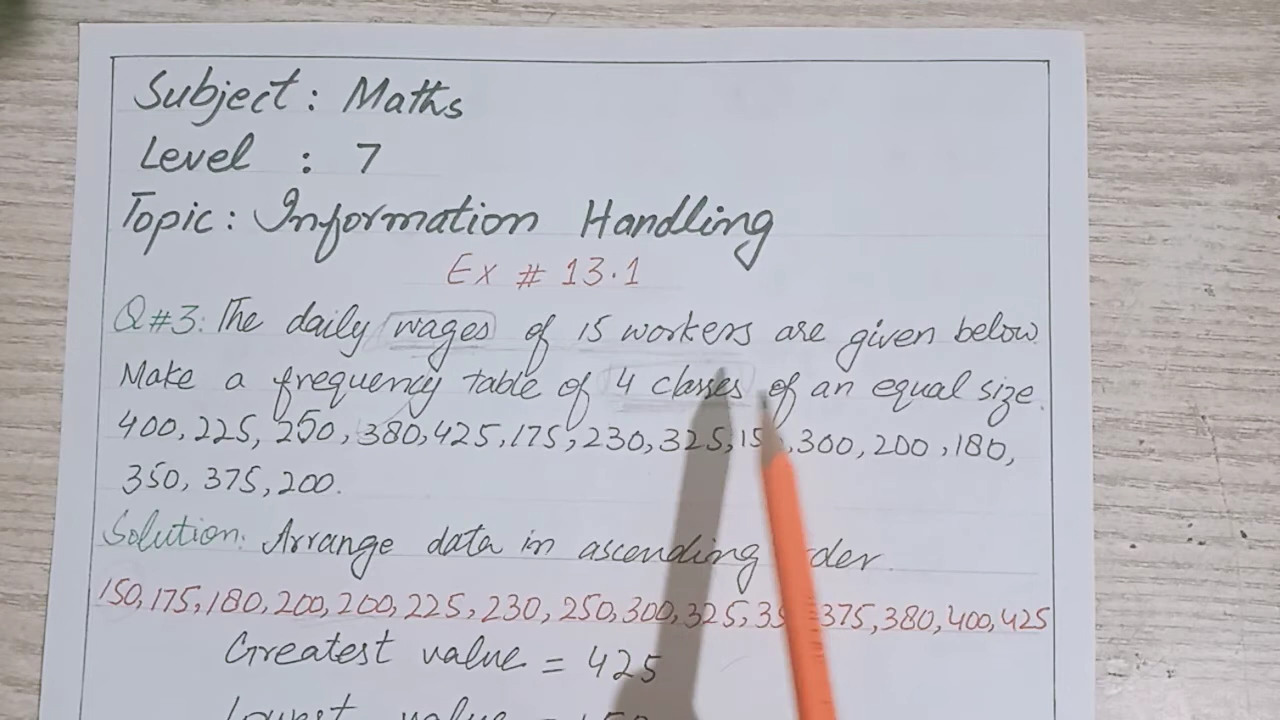 Subject: Maths
Level : 7
Topic: Information Handling
Ex # 13.1
Q#3: The daily wages of 15 workers are given below.
Make a frequency table of 4 classes of an equal size.
400, 225, 250, 380, 425, 175, 230, 325, 300, 200, 180,
350, 375, 200.
Solution: Arrange data in ascending
150, 175, 180, 200, 200, 225, 230, 250, 300, 325, 375, 380, 400, 425
Greatest value = 425
Lowest value =